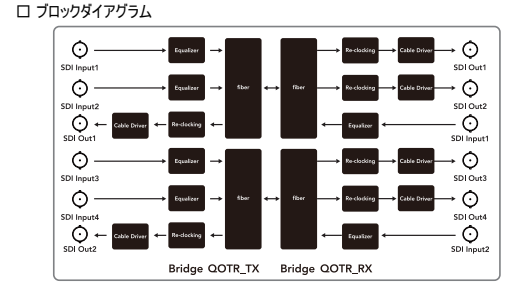 □ ブロックダイアグラム
Equalizer Re-clocking Cable Driver
SDI Input1 SDI Out1
Equalizer fiber fiber Re-clocking Cable Driver
SDI Input2 SDI Out2
Cable Driver Re-clocking Equalizer
SDI Out1 SDI Input1
Equalizer Re-clocking Cable Driver
SDI Input3 SDI Out3
Equalizer fiber fiber Re-clocking Cable Driver
SDI Input4 SDI Out4
Cable Driver Re-clocking Equalizer
SDI Out2 SDI Input2
Bridge QOTR_TX Bridge QOTR_RX